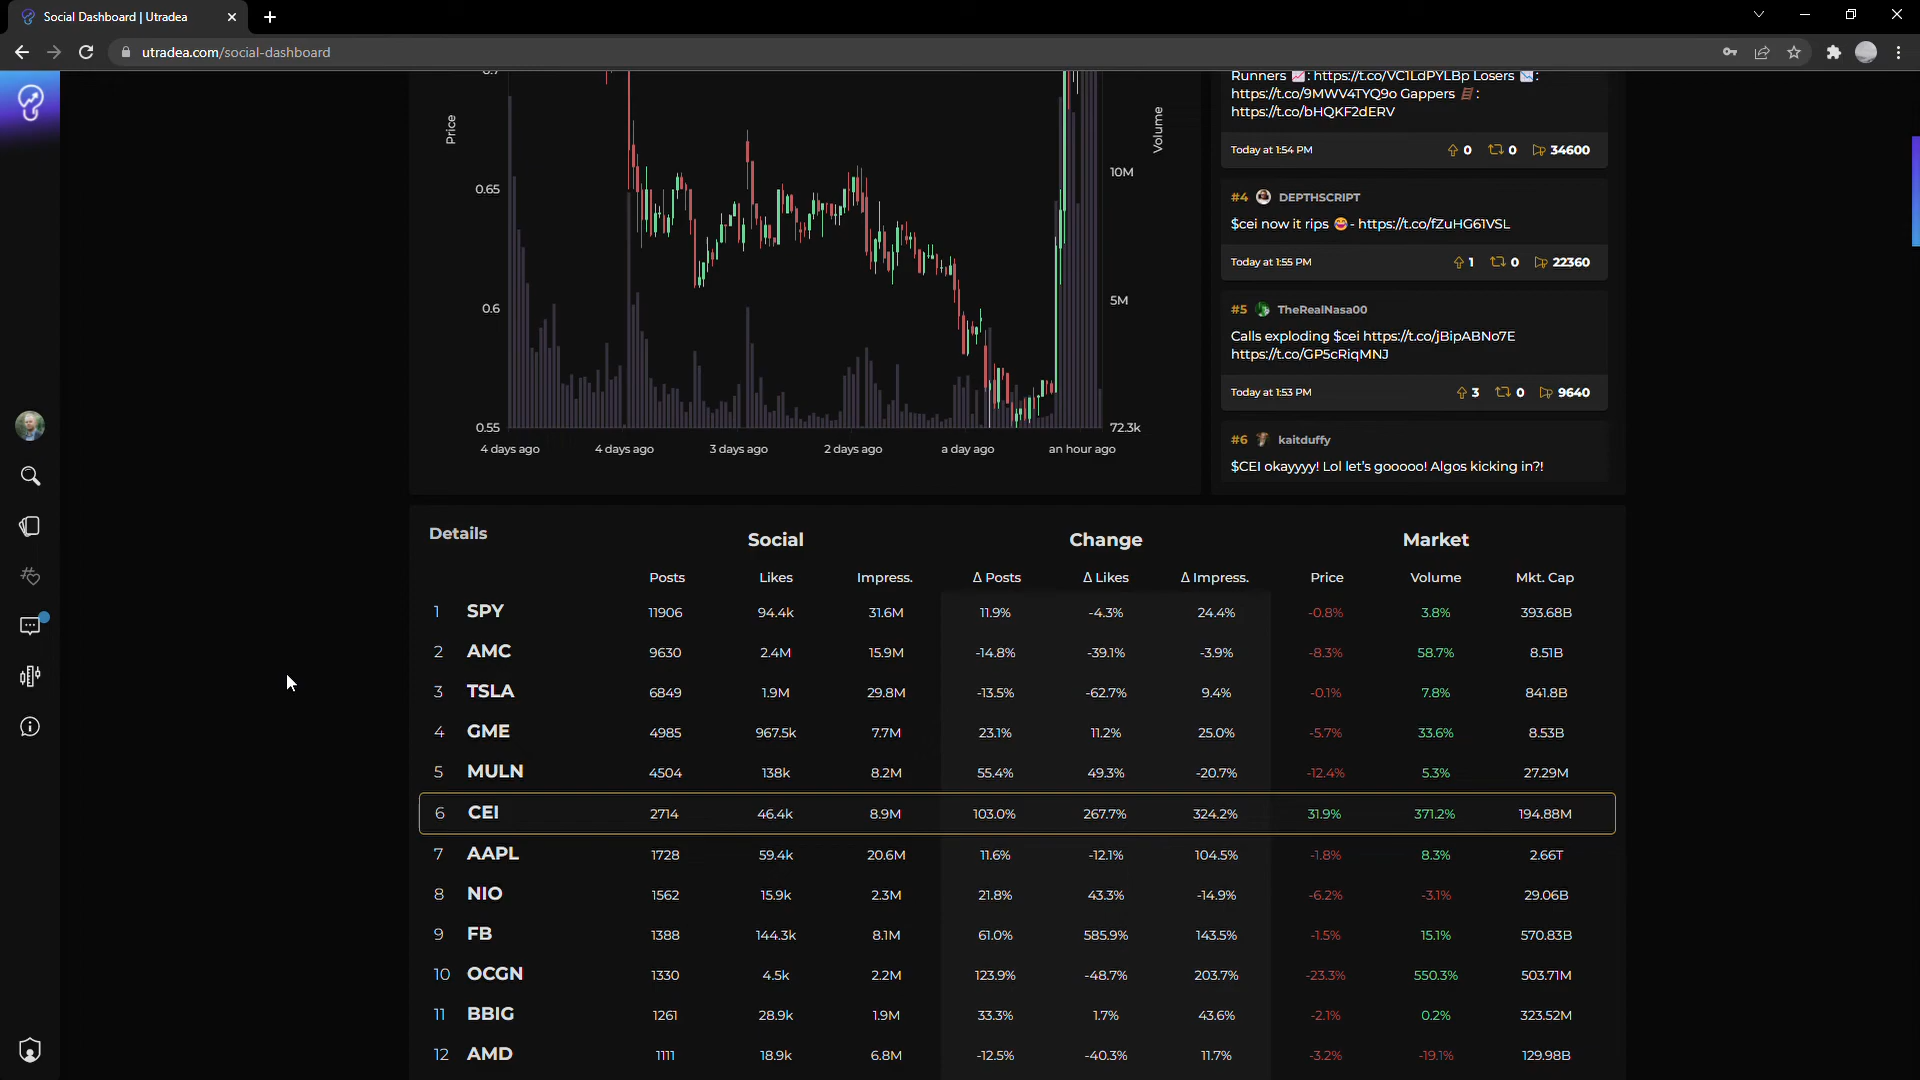 Social Dashboard | Utradea
utradea.com/social-dashboard
0.7
0.65
0.6
0.55
Price
Volume
10M
5M
72.3k
4 days ago 4 days ago 3 days ago 2 days ago a day ago an hour ago
Runners 📈: https://t.co/VC1LdPYLBp Losers 📉:
https://t.co/9MWV4TYQ9o Gappers 🪜:
https://t.co/bHQKF2dERV
Today at 1:54 PM 0 0 34600
#4 DEPTHSCRIPT
$cei now it rips 😂 - https://t.co/fZuHG61VSL
Today at 1:55 PM 1 0 22360
#5 TheRealNasa00
Calls exploding $cei https://t.co/jBipABNo7E
https://t.co/GP5cRiqMNJ
Today at 1:53 PM 3 0 9640
#6 kaitduffy
$CEI okayyyy! Lol let's gooooo! Algos kicking in?!
Details
Social Change Market
Posts Likes Impress. Δ Posts Δ Likes Δ Impress. Price Volume Mkt. Cap
1 SPY 11906 94.4k 31.6M 11.9% -4.3% 24.4% -0.8% 3.8% 393.68B
2 AMC 9630 2.4M 15.9M -14.8% -39.1% -3.9% -8.3% 58.7% 8.51B
3 TSLA 6849 1.9M 29.8M -13.5% -62.7% 9.4% -0.1% 7.8% 841.8B
4 GME 4985 967.5k 7.7M 23.1% 11.2% 25.0% -5.7% 33.6% 8.53B
5 MULN 4504 138k 8.2M 55.4% 49.3% -20.7% -12.4% 5.3% 27.29M
6 CEI 2714 46.4k 8.9M 103.0% 267.7% 324.2% 31.9% 371.2% 194.88M
7 AAPL 1728 59.4k 20.6M 11.6% -12.1% 104.5% -1.8% 8.3% 2.66T
8 NIO 1562 15.9k 2.3M 21.8% 43.3% -14.9% -6.2% -3.1% 29.06B
9 FB 1388 144.3k 8.1M 61.0% 585.9% 143.5% -1.5% 15.1% 570.83B
10 OCGN 1330 4.5k 2.2M 123.9% -48.7% 203.7% -23.3% 550.3% 503.71M
11 BBIG 1261 28.9k 1.9M 33.3% 1.7% 43.6% -2.1% 0.2% 323.52M
12 AMD 1111 18.9k 6.8M -12.5% -40.3% 11.7% -3.2% -19.1% 129.98B